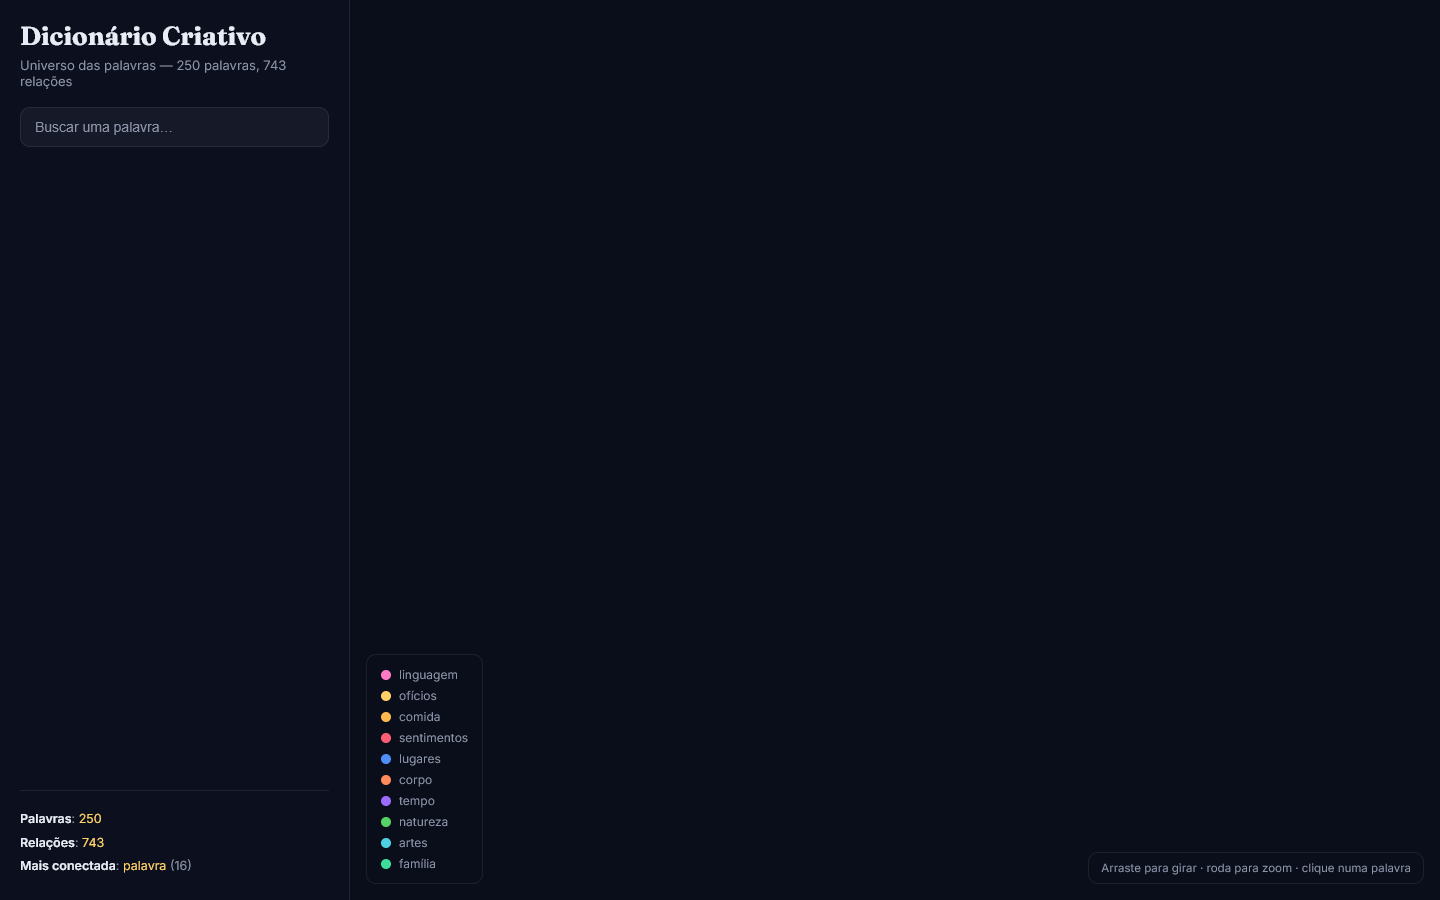 Dicionário Criativo
Universo das palavras — 250 palavras, 743
relações
Buscar uma palavra...
linguagem
ofícios
comida
sentimentos
lugares
corpo
tempo
natureza
artes
família
Palavras: 250
Relações: 743
Mais conectada: palavra (16)
Arraste para girar · roda para zoom · clique numa palavra